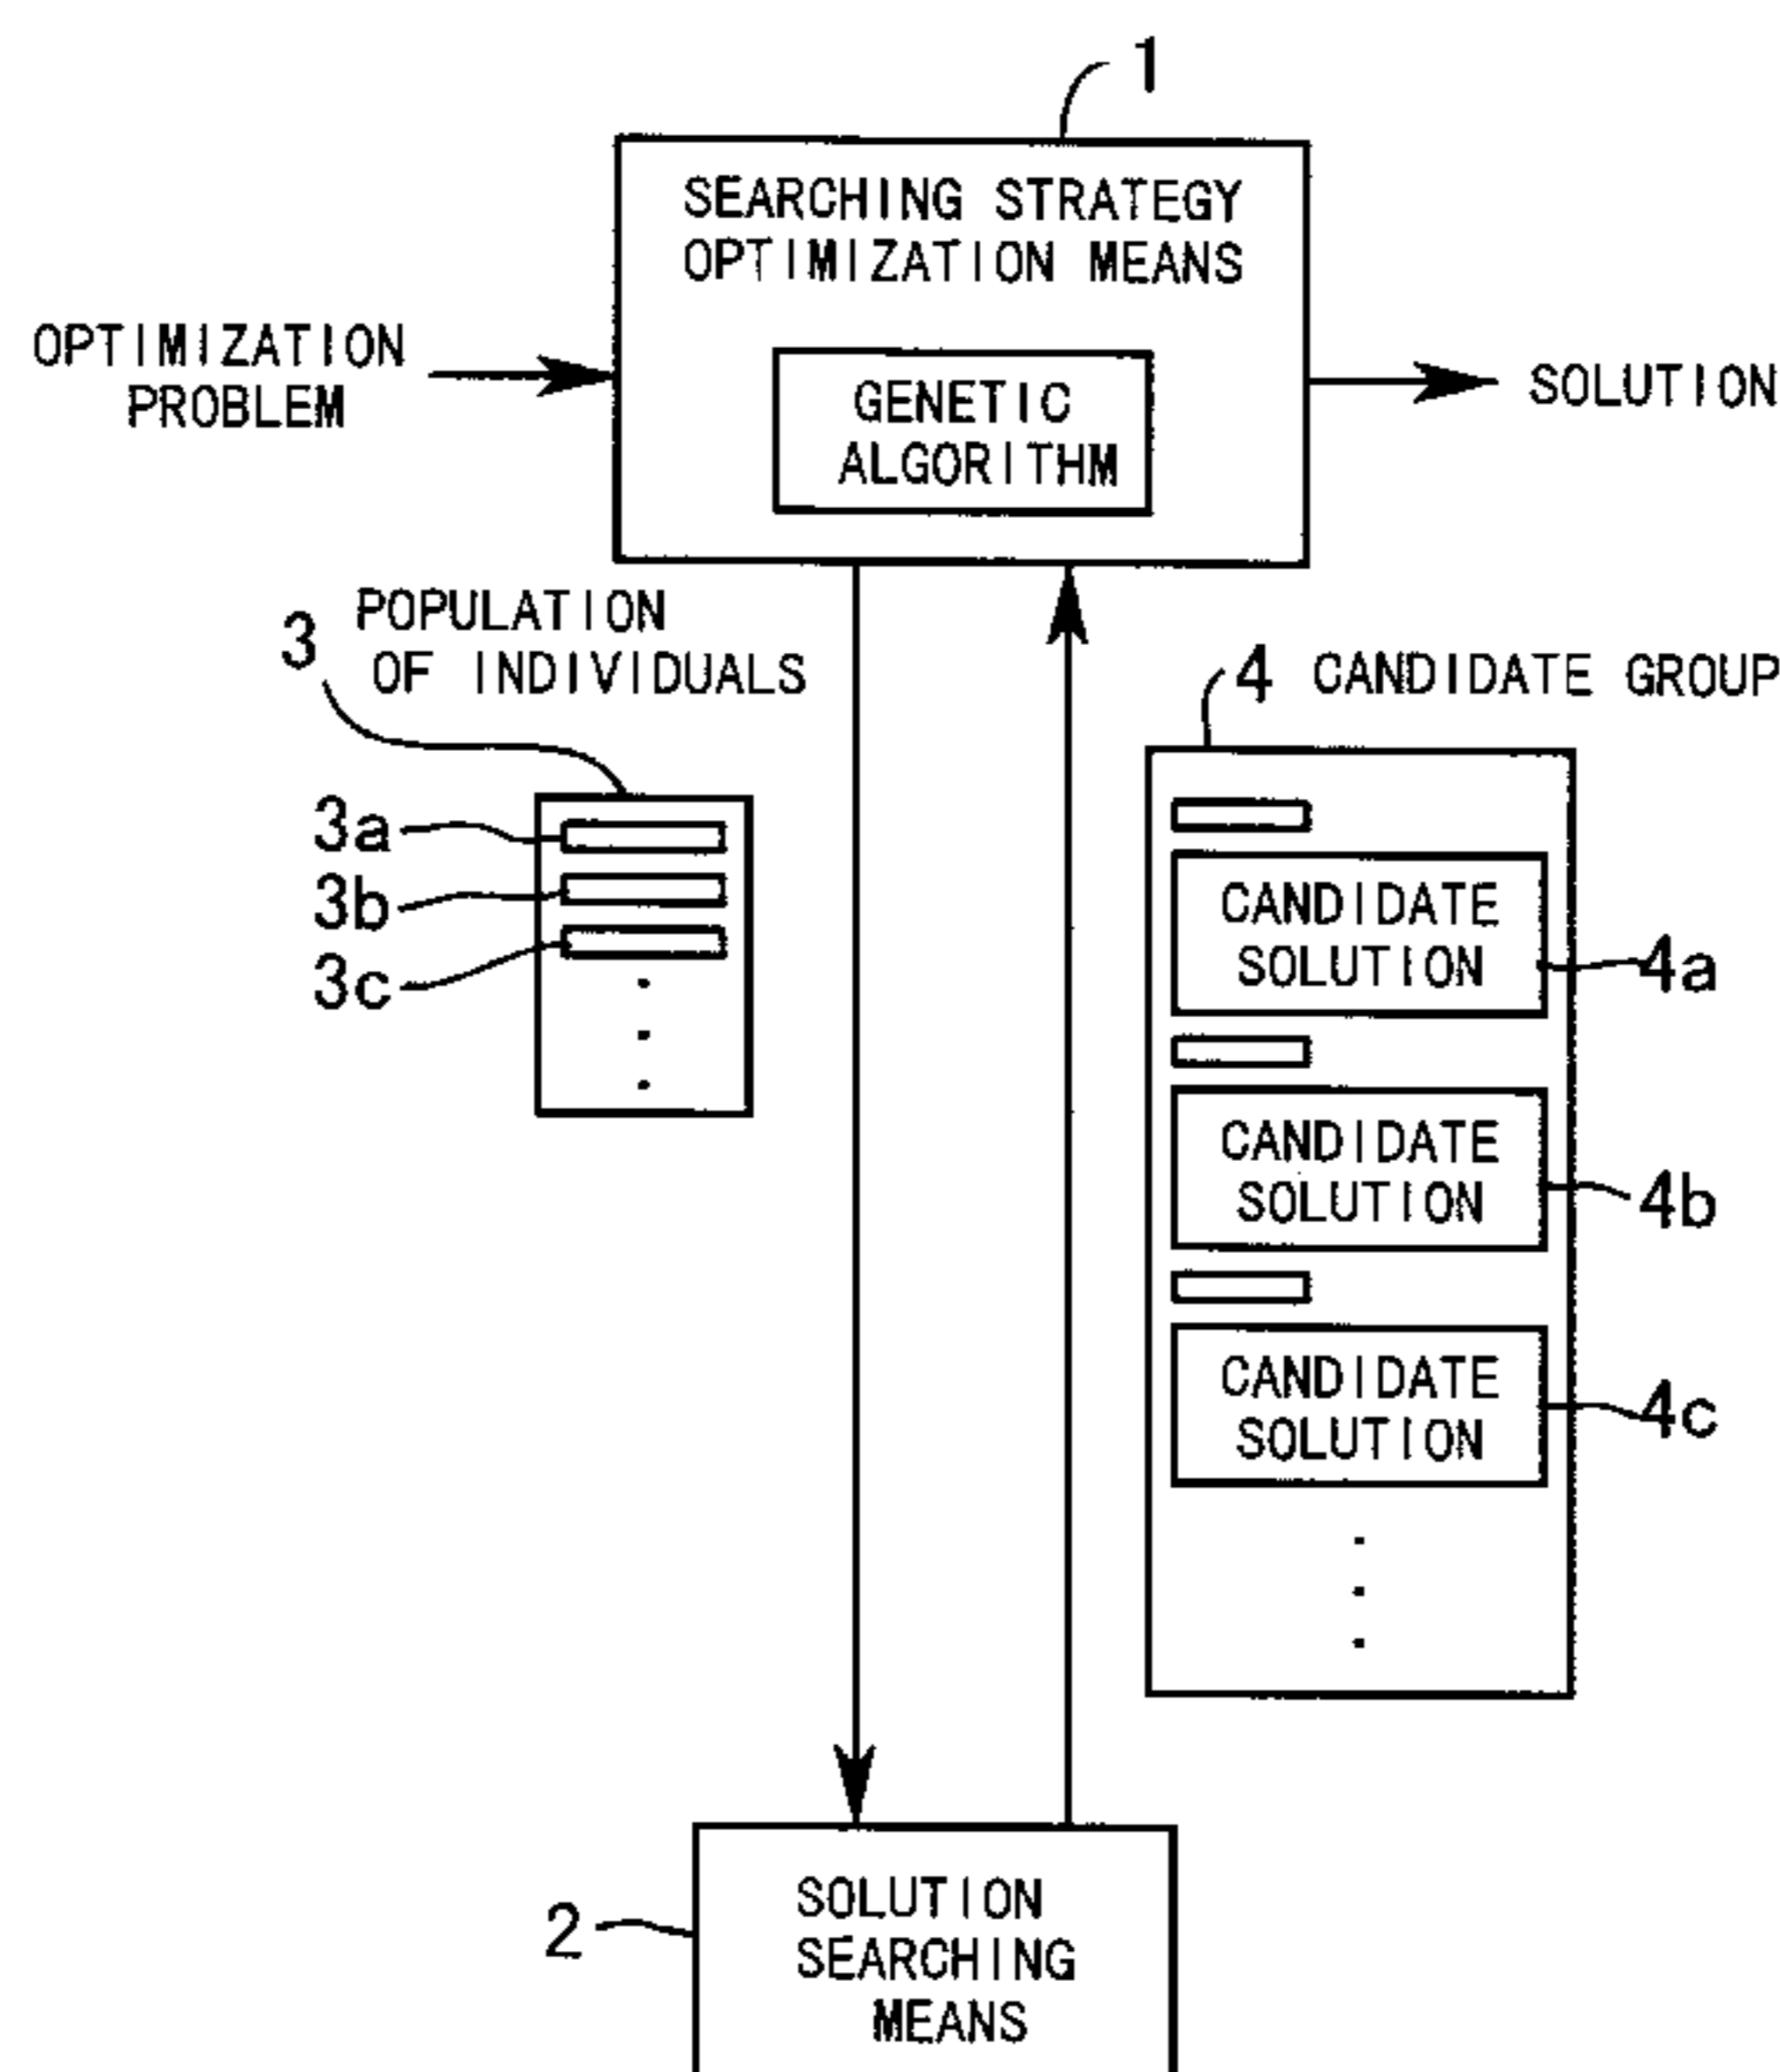 1
SEARCHING STRATEGY
OPTIMIZATION MEANS
OPTIMIZATION
PROBLEM
GENETIC
ALGORITHM
SOLUTION
3
POPULATION
OF INDIVIDUALS
4 CANDIDATE GROUP
3a
3b
3c
CANDIDATE
SOLUTION
4a
CANDIDATE
SOLUTION
4b
CANDIDATE
SOLUTION
4c
2
SOLUTION
SEARCHING
MEANS